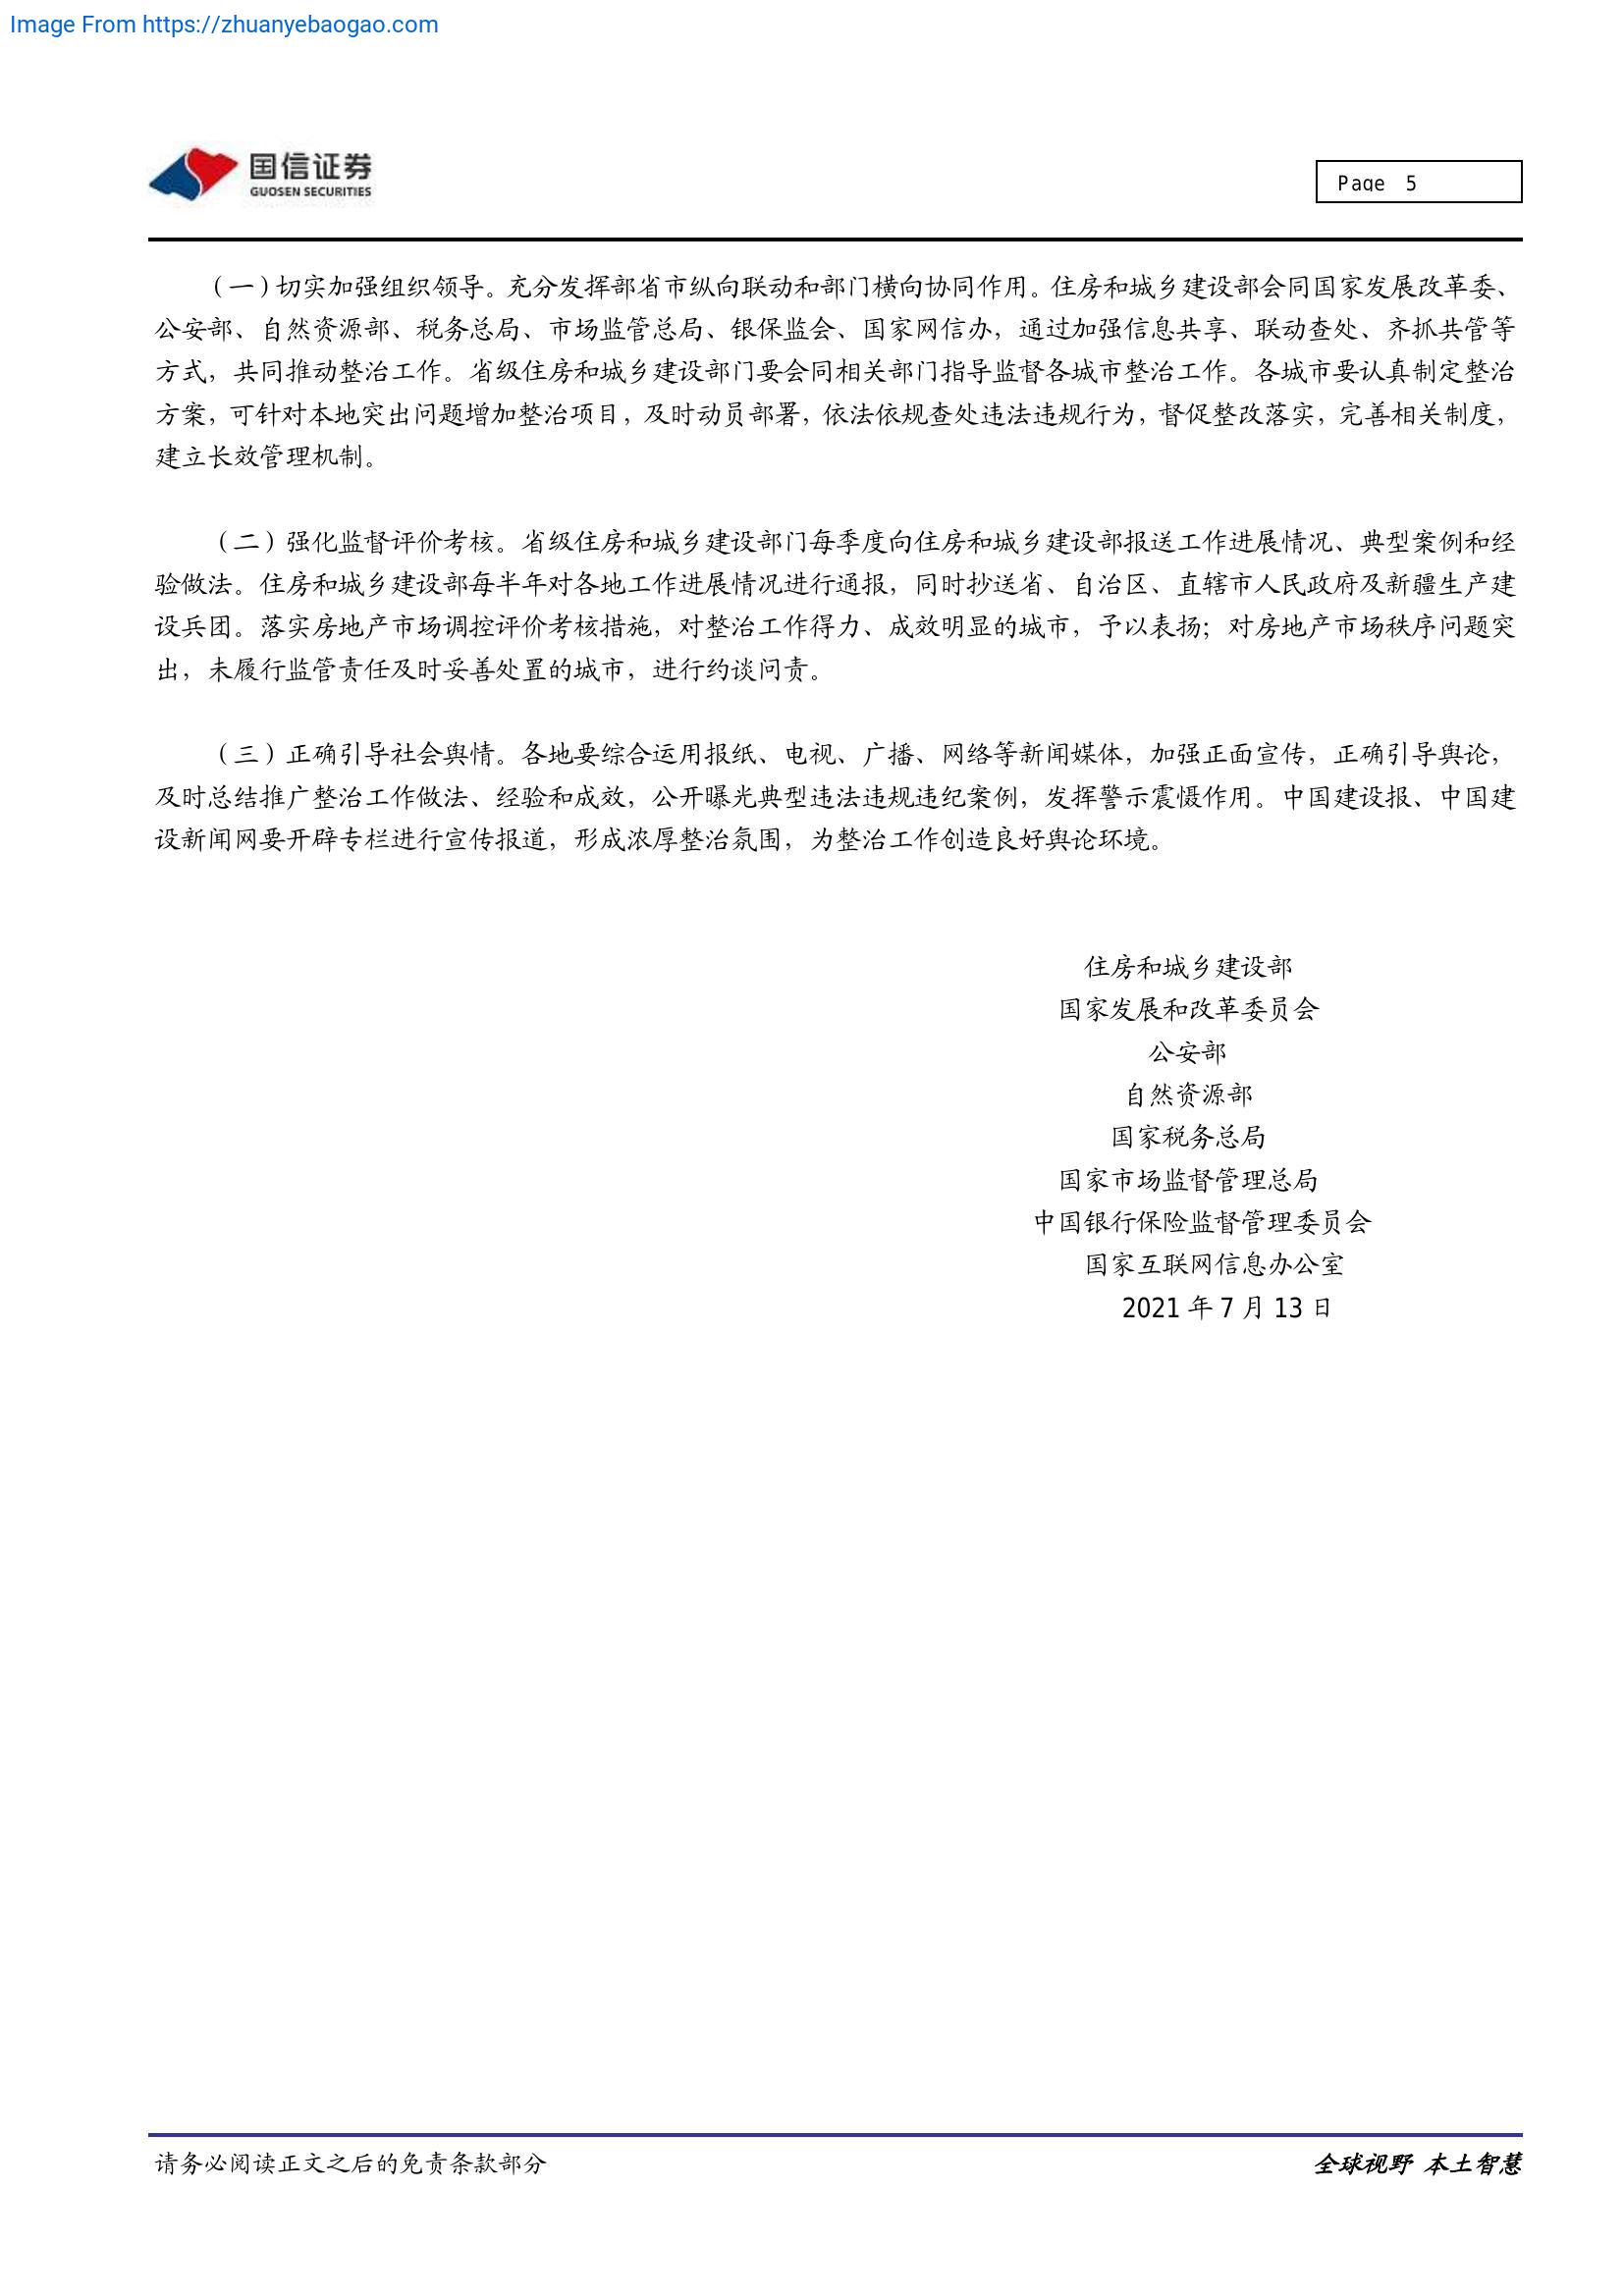 Image From https://zhuanyebaogao.com
国信证券
GUOSEN SECURITIES
Page 5
（一）切实加强组织领导。充分发挥部省市纵向联动和部门横向协同作用。住房和城乡建设部会同国家发展改革委、
公安部、自然资源部、税务总局、市场监管总局、银保监会、国家网信办，通过加强信息共享、联动查处、齐抓共管等
方式，共同推动整治工作。省级住房和城乡建设部门要会同相关部门指导监督各城市整治工作。各城市要认真制定整治
方案，可针对本地突出问题增加整治项目，及时动员部署，依法依规查处违法违规行为，督促整改落实，完善相关制度，
建立长效管理机制。
（二）强化监督评价考核。省级住房和城乡建设部门每季度向住房和城乡建设部报送工作进展情况、典型案例和经
验做法。住房和城乡建设部每半年对各地工作进展情况进行通报，同时抄送省、自治区、直辖市人民政府及新疆生产建
设兵团。落实房地产市场调控评价考核措施，对整治工作得力、成效明显的城市，予以表扬；对房地产市场秩序问题突
出，未履行监管责任及时妥善处置的城市，进行约谈问责。
（三）正确引导社会舆情。各地要综合运用报纸、电视、广播、网络等新闻媒体，加强正面宣传，正确引导舆论，
及时总结推广整治工作做法、经验和成效，公开曝光典型违法违规违纪案例，发挥警示震慑作用。中国建设报、中国建
设新闻网要开辟专栏进行宣传报道，形成浓厚整治氛围，为整治工作创造良好舆论环境。
住房和城乡建设部
国家发展和改革委员会
公安部
自然资源部
国家税务总局
国家市场监督管理总局
中国银行保险监督管理委员会
国家互联网信息办公室
2021 年 7 月 13 日
请务必阅读正文之后的免责条款部分
全球视野 本土智慧